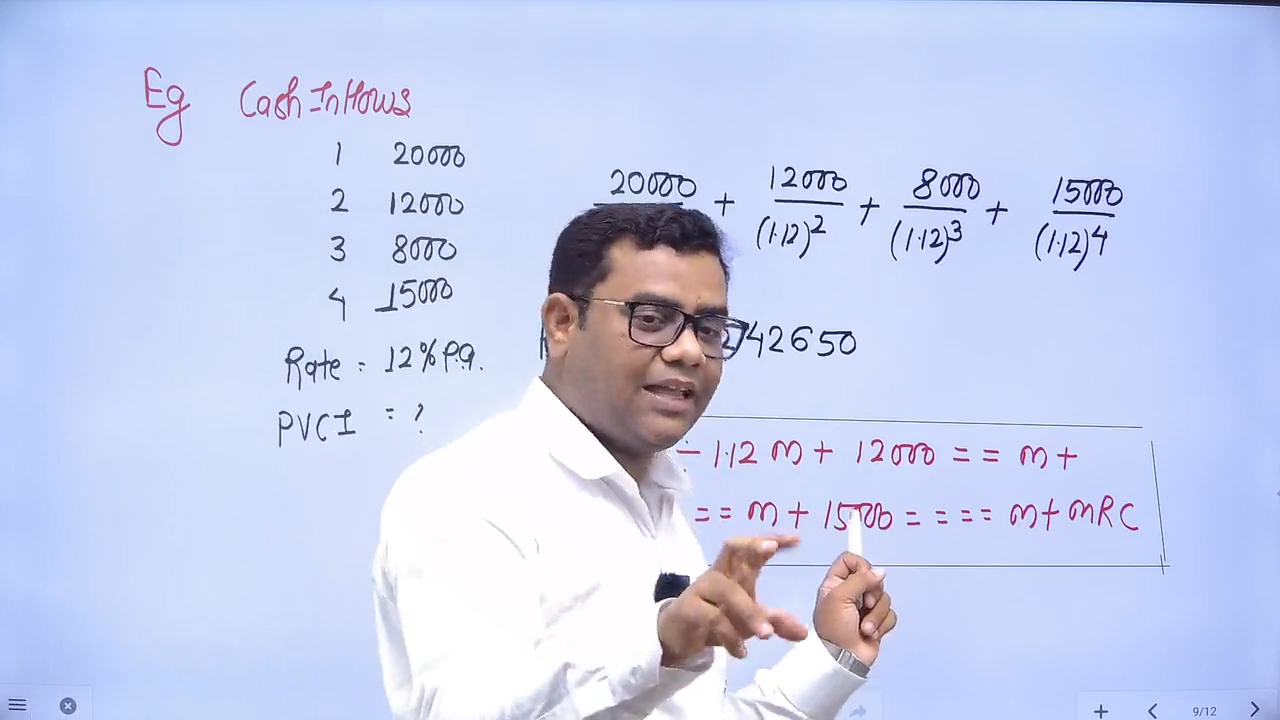 Eg Cash Inflows
1 20000
2 12000
3 8000
4 15000
Rate = 12% P.a.
PVCI = ?
20000 + 12000/(1.12)^2 + 8000/(1.12)^3 + 15000/(1.12)^4
42650
÷ 1.12 M + 12000 = = M +
= = M + 15000 = = = = M+ MRC
9/12